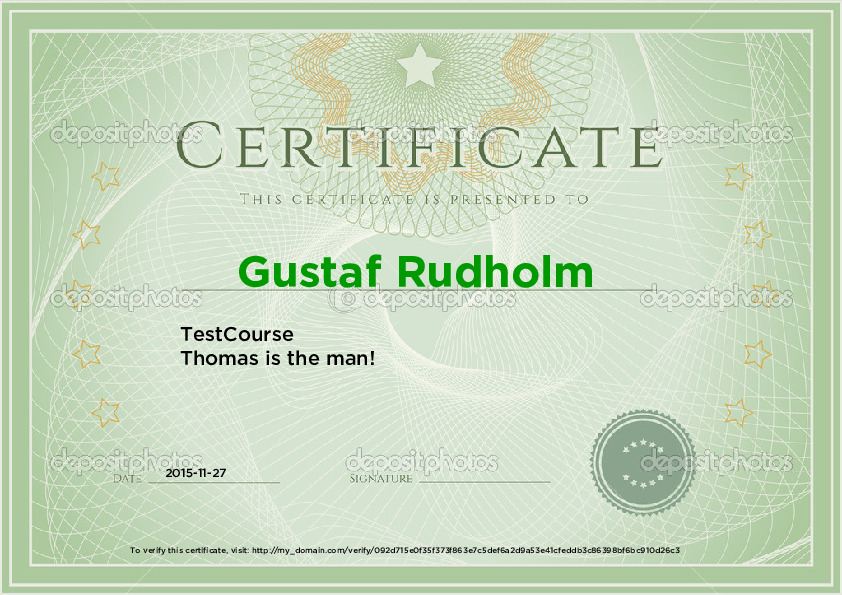 depositphotos depositphotos depositphotos
CERTIFICATE
THIS CERTIFICATE IS PRESENTED TO
Gustaf Rudholm
depositphotos © depositphotos depositphotos
TestCourse
Thomas is the man!
depositphotos depositphotos depositphotos
DATE 2015-11-27 SIGNATURE
To verify this certificate, visit: http://my_domain.com/verify/092d715e0f35f373f863e7c5def6a2d9a53e41cfeddb3c86398bf6bc910d26c3